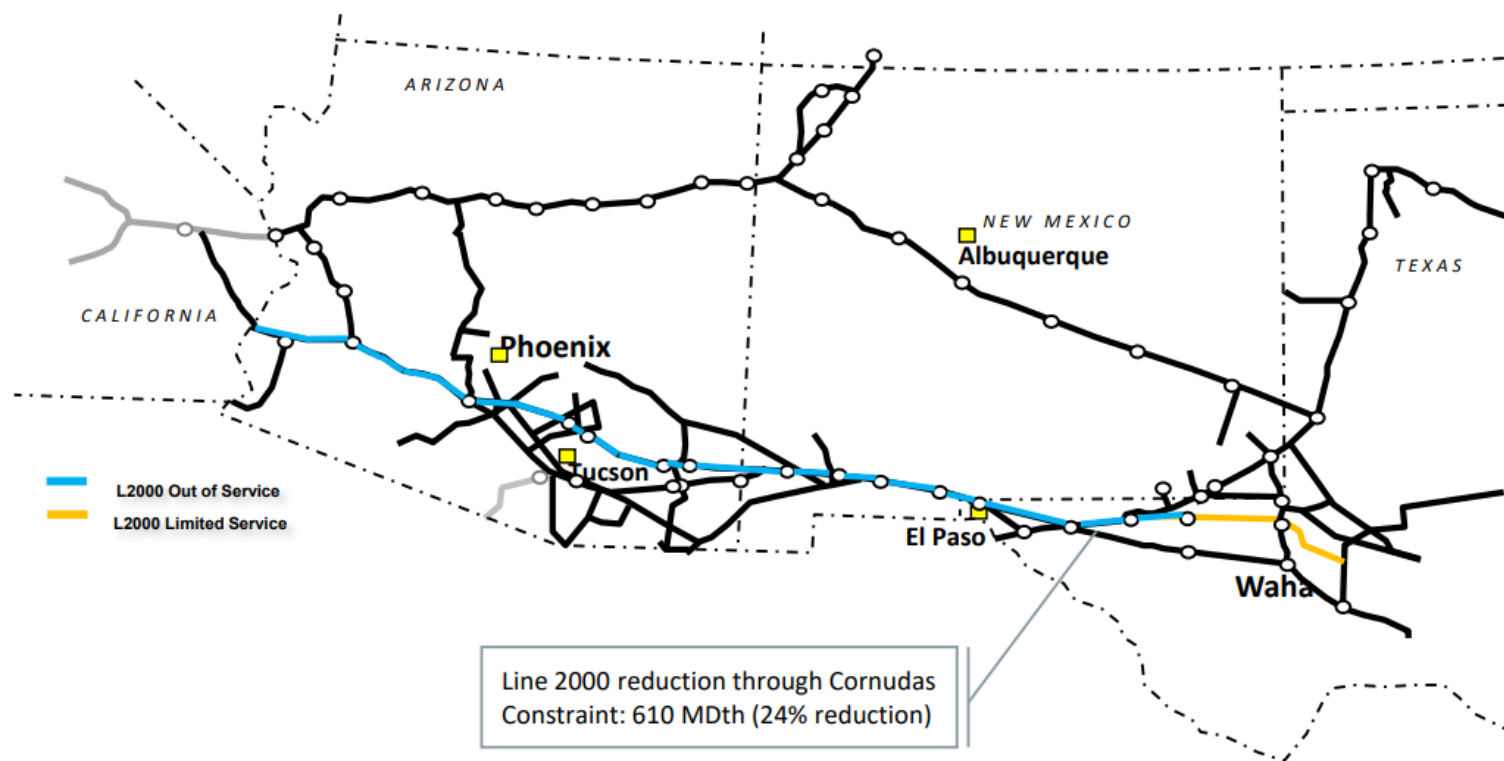 ARIZONA
NEW MEXICO
Albuquerque
TEXAS
CALIFORNIA
Phoenix
Tucson
L2000 Out of Service
L2000 Limited Service
El Paso
Waha
Line 2000 reduction through Cornudas
Constraint: 610 MDth (24% reduction)